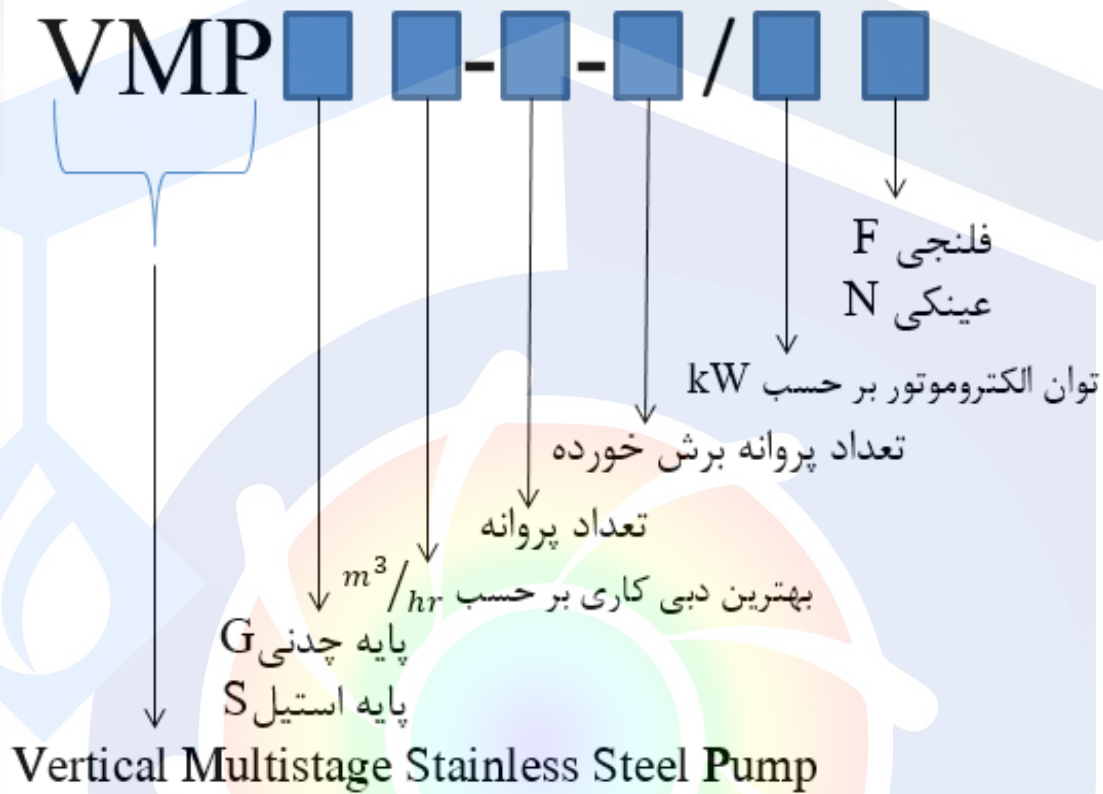 VMP - - /
فلنجی F
عینکی N
توان الکتروموتور بر حسب kW
تعداد پروانه برش خورده
تعداد پروانه
بهترین دبی کاری بر حسب m³/hr
پایه چدنی G
پایه استیل S
Vertical Multistage Stainless Steel Pump